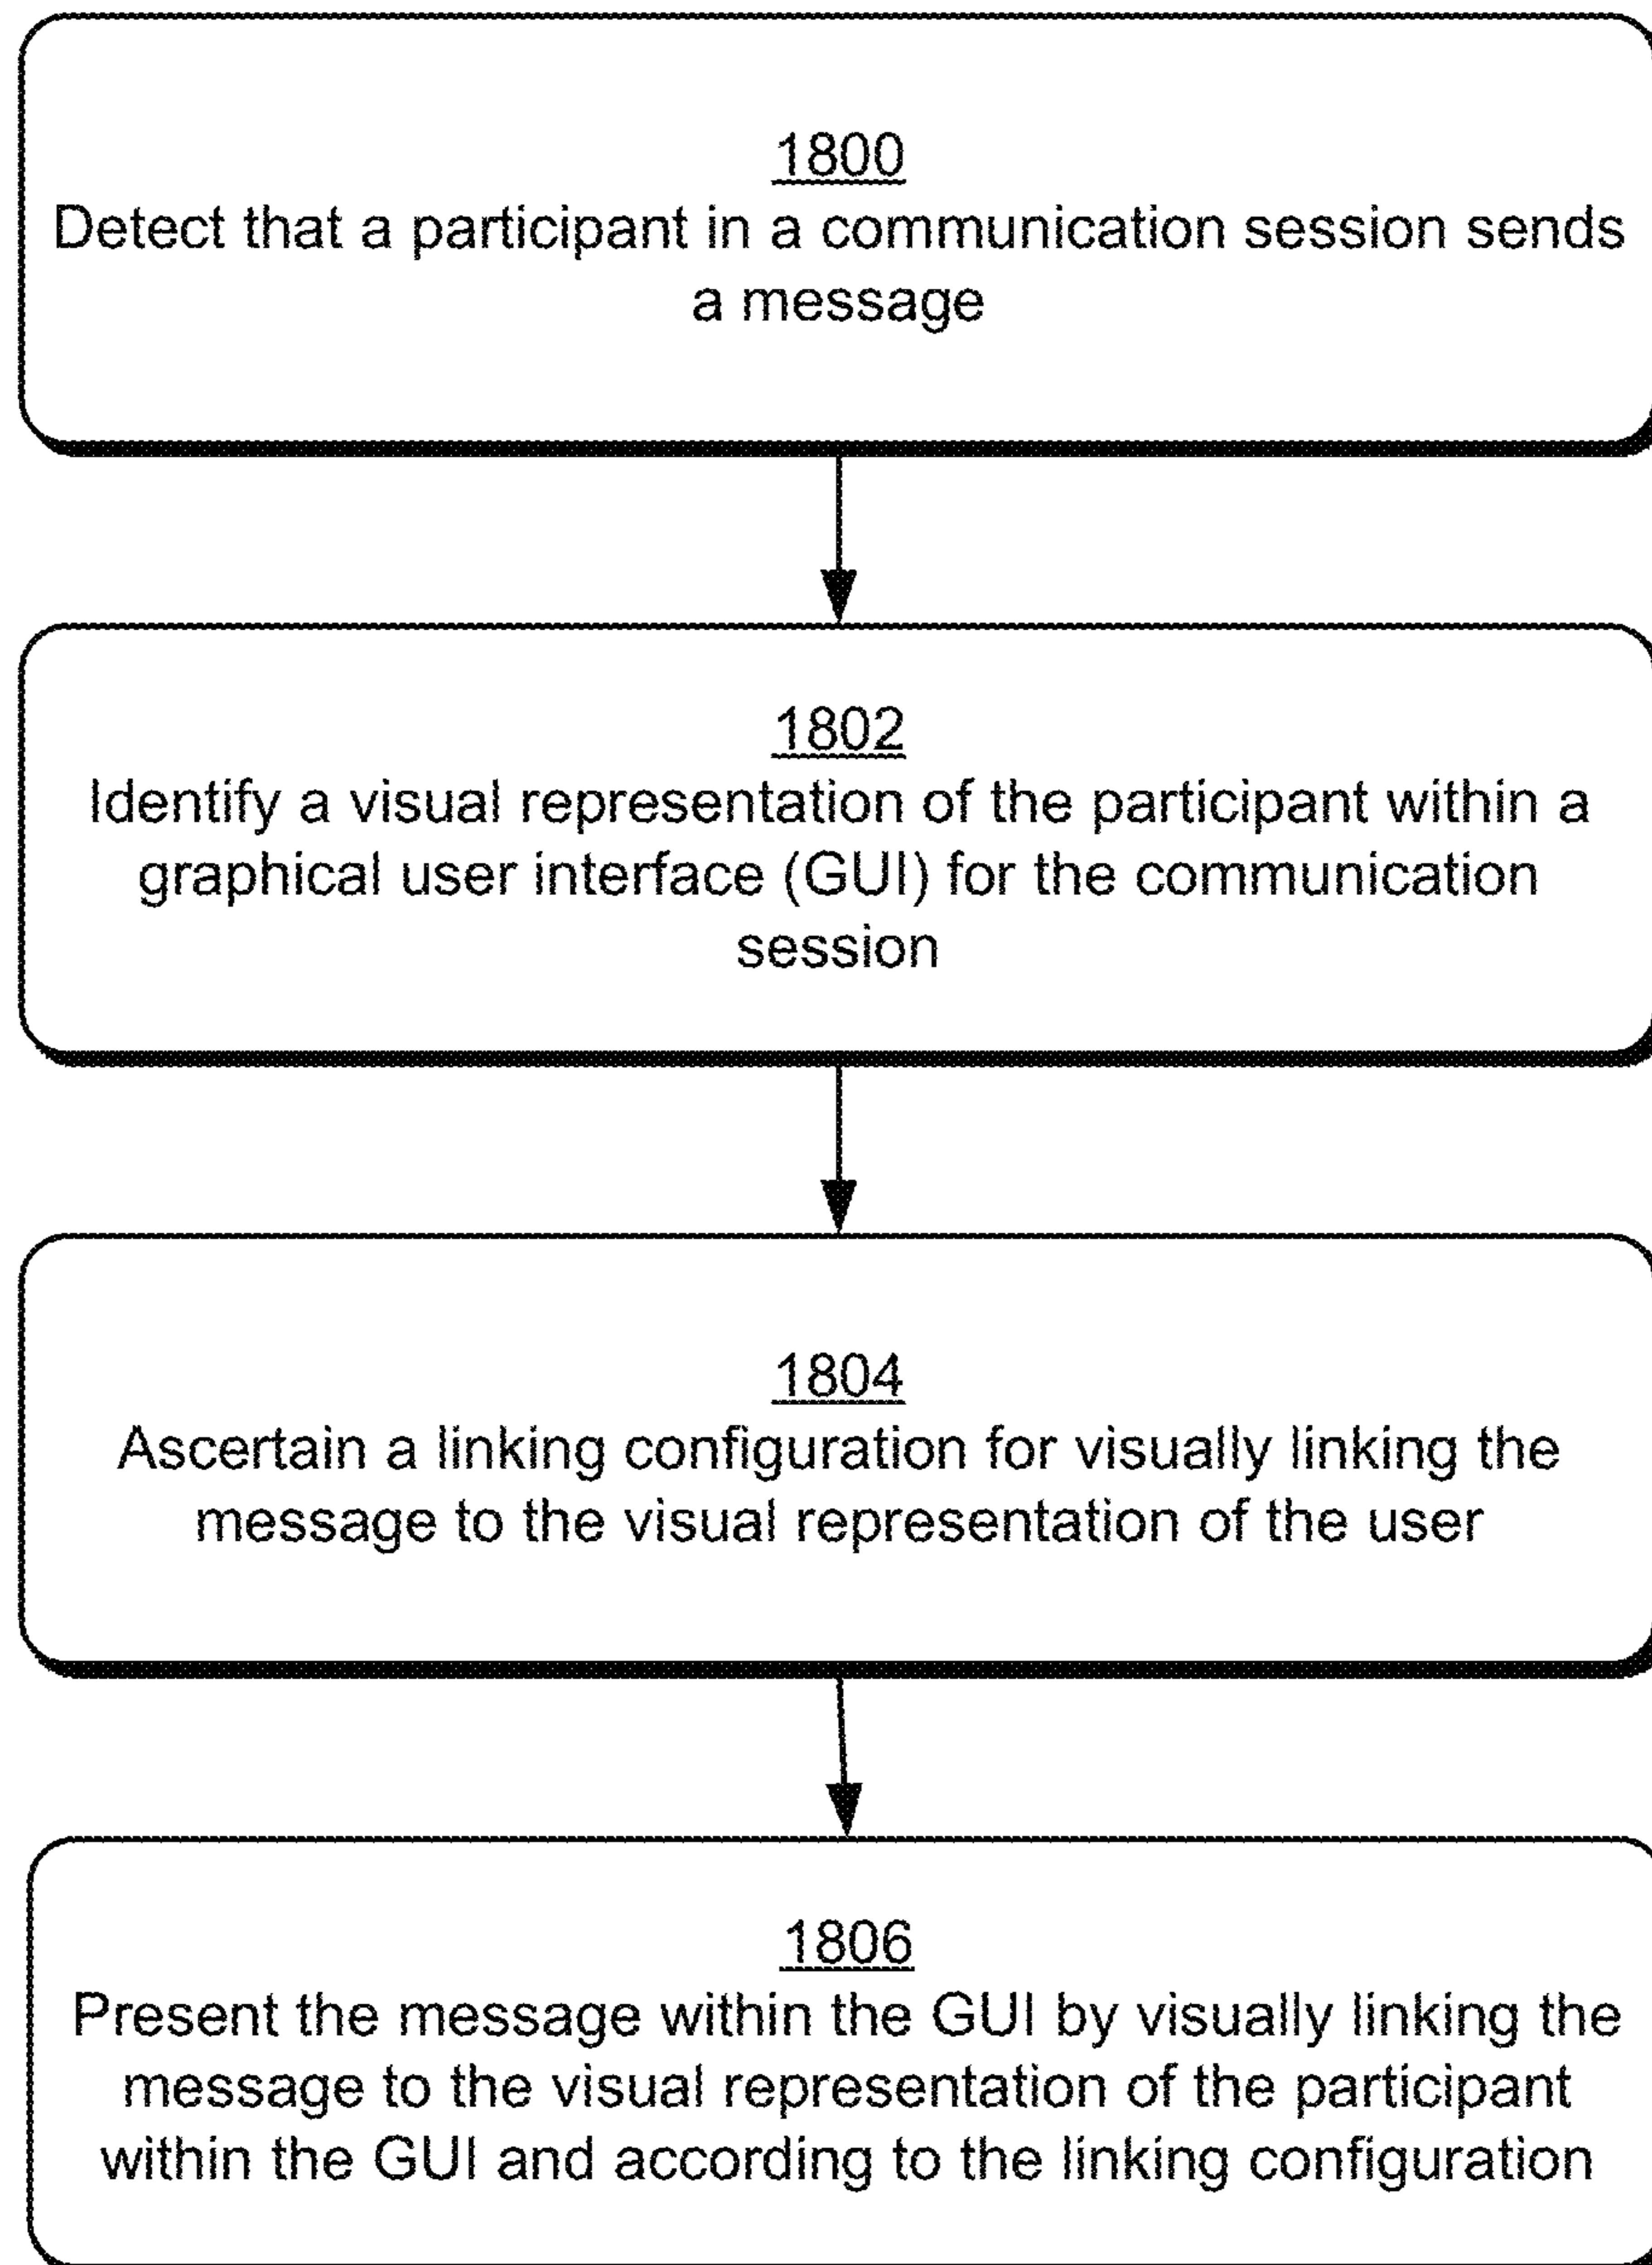 1800
Detect that a participant in a communication session sends
a message
1802
Identify a visual representation of the participant within a
graphical user interface (GUI) for the communication
session
1804
Ascertain a linking configuration for visually linking the
message to the visual representation of the user
1806
Present the message within the GUI by visually linking the
message to the visual representation of the participant
within the GUI and according to the linking configuration